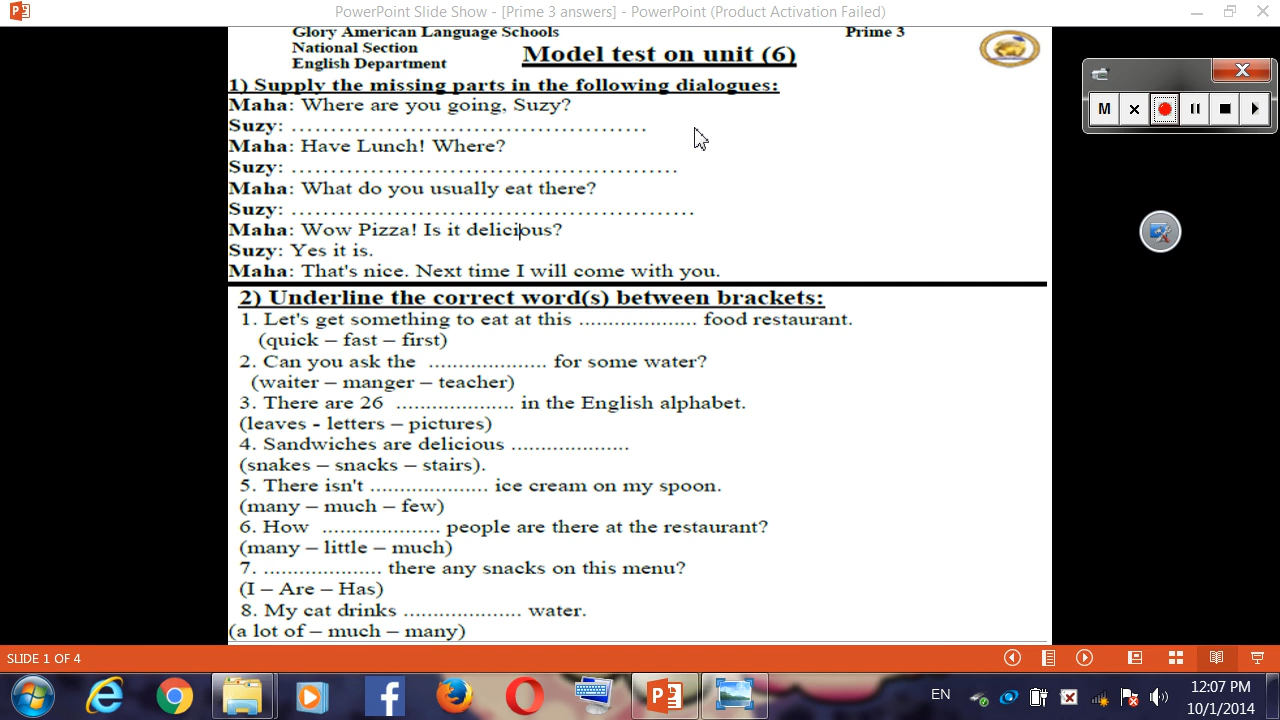 PowerPoint Slide Show - [Prime 3 answers] - PowerPoint (Product Activation Failed)
Glory American Language Schools
Prime 3
National Section
Model test on unit (6)
English Department
1) Supply the missing parts in the following dialogues:
Maha: Where are you going, Suzy?
Suzy: ………………………………………………
Maha: Have Lunch! Where?
Suzy: …………………………………………………
Maha: What do you usually eat there?
Suzy: ……………………………………………………
Maha: Wow Pizza! Is it delicious?
Suzy: Yes it is.
Maha: That's nice. Next time I will come with you.
2) Underline the correct word(s) between brackets:
1. Let's get something to eat at this .................... food restaurant.
(quick – fast – first)
2. Can you ask the .................... for some water?
(waiter – manger – teacher)
3. There are 26 .................... in the English alphabet.
(leaves - letters – pictures)
4. Sandwiches are delicious ....................
(snakes – snacks – stairs).
5. There isn't .................... ice cream on my spoon.
(many – much – few)
6. How .................... people are there at the restaurant?
(many – little – much)
7. .................... there any snacks on this menu?
(I – Are – Has)
8. My cat drinks .................... water.
(a lot of – much – many)
M
SLIDE 1 OF 4
EN
12:07 PM
10/1/2014